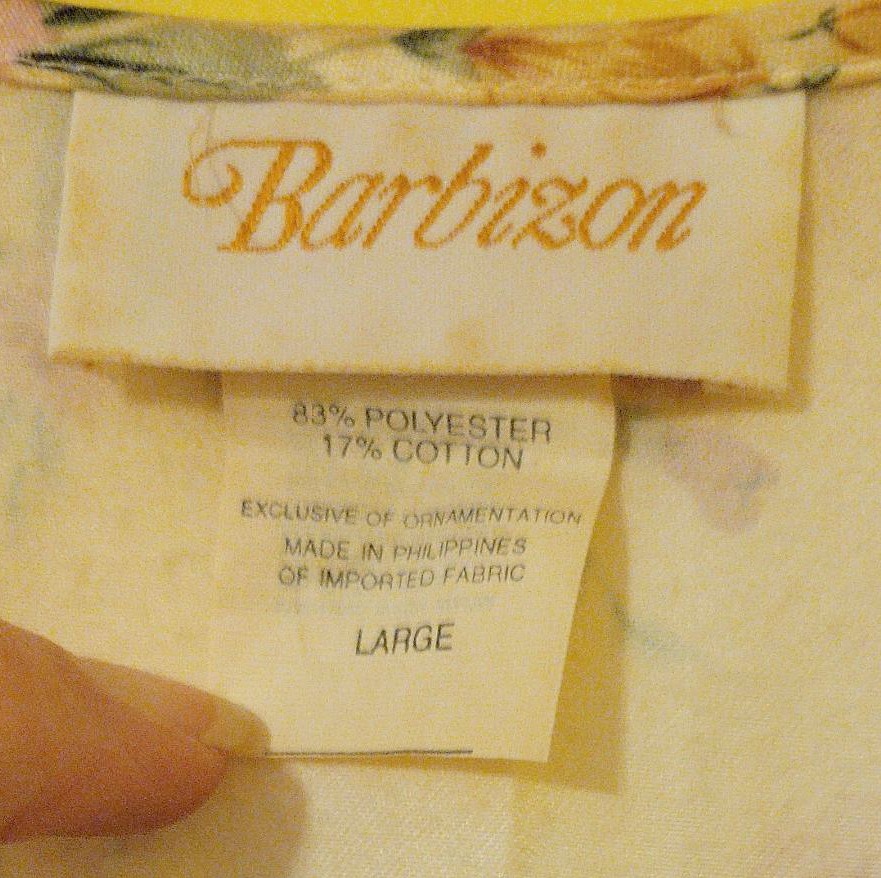 Barbizon
83% POLYESTER
17% COTTON
EXCLUSIVE OF ORNAMENTATION
MADE IN PHILIPPINES
OF IMPORTED FABRIC
LARGE